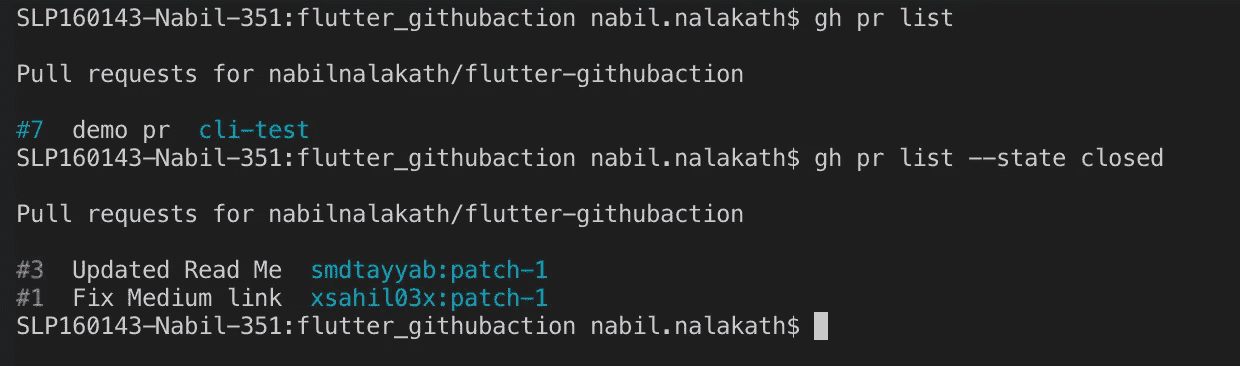 SLP160143-Nabil-351:flutter_githubaction nabil.nalakath$ gh pr list
Pull requests for nabilnalakath/flutter-githubaction
#7  demo pr  cli-test
SLP160143-Nabil-351:flutter_githubaction nabil.nalakath$ gh pr list --state closed
Pull requests for nabilnalakath/flutter-githubaction
#3  Updated Read Me  smdtayyab:patch-1
#1  Fix Medium link  xsahil03x:patch-1
SLP160143-Nabil-351:flutter_githubaction nabil.nalakath$